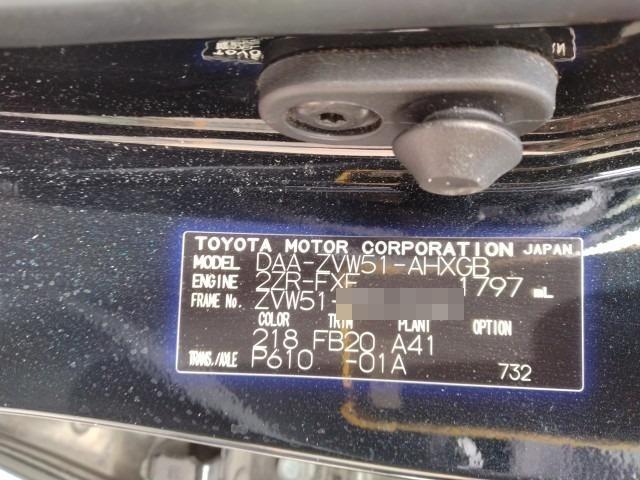 TOYOTA MOTOR CORPORATION JAPAN
MODEL DAA-ZVW51-AHXGB
ENGINE 2ZR-FXE 1797 mL
FRAME No. ZVW51-
COLOR TRIM PLANT OPTION
218 FB20 A41
TRANS./AXLE P610 -01A 732